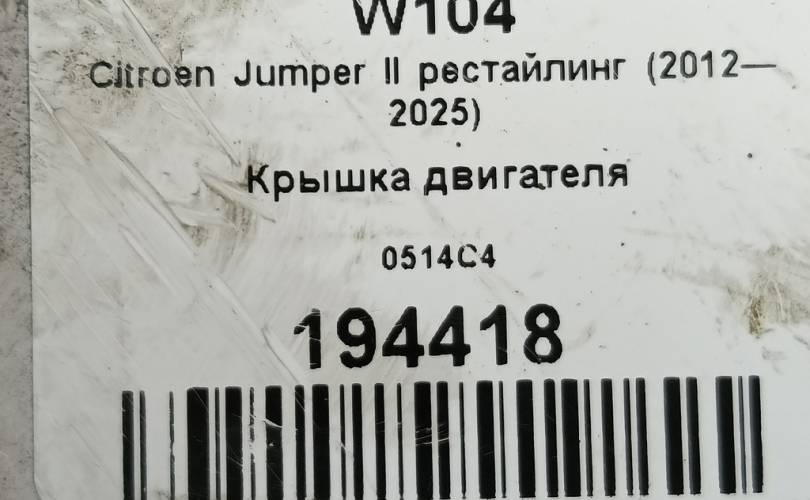 W104
Citroen Jumper II рестайлинг (2012—
2025)
Крышка двигателя
0514C4
194418